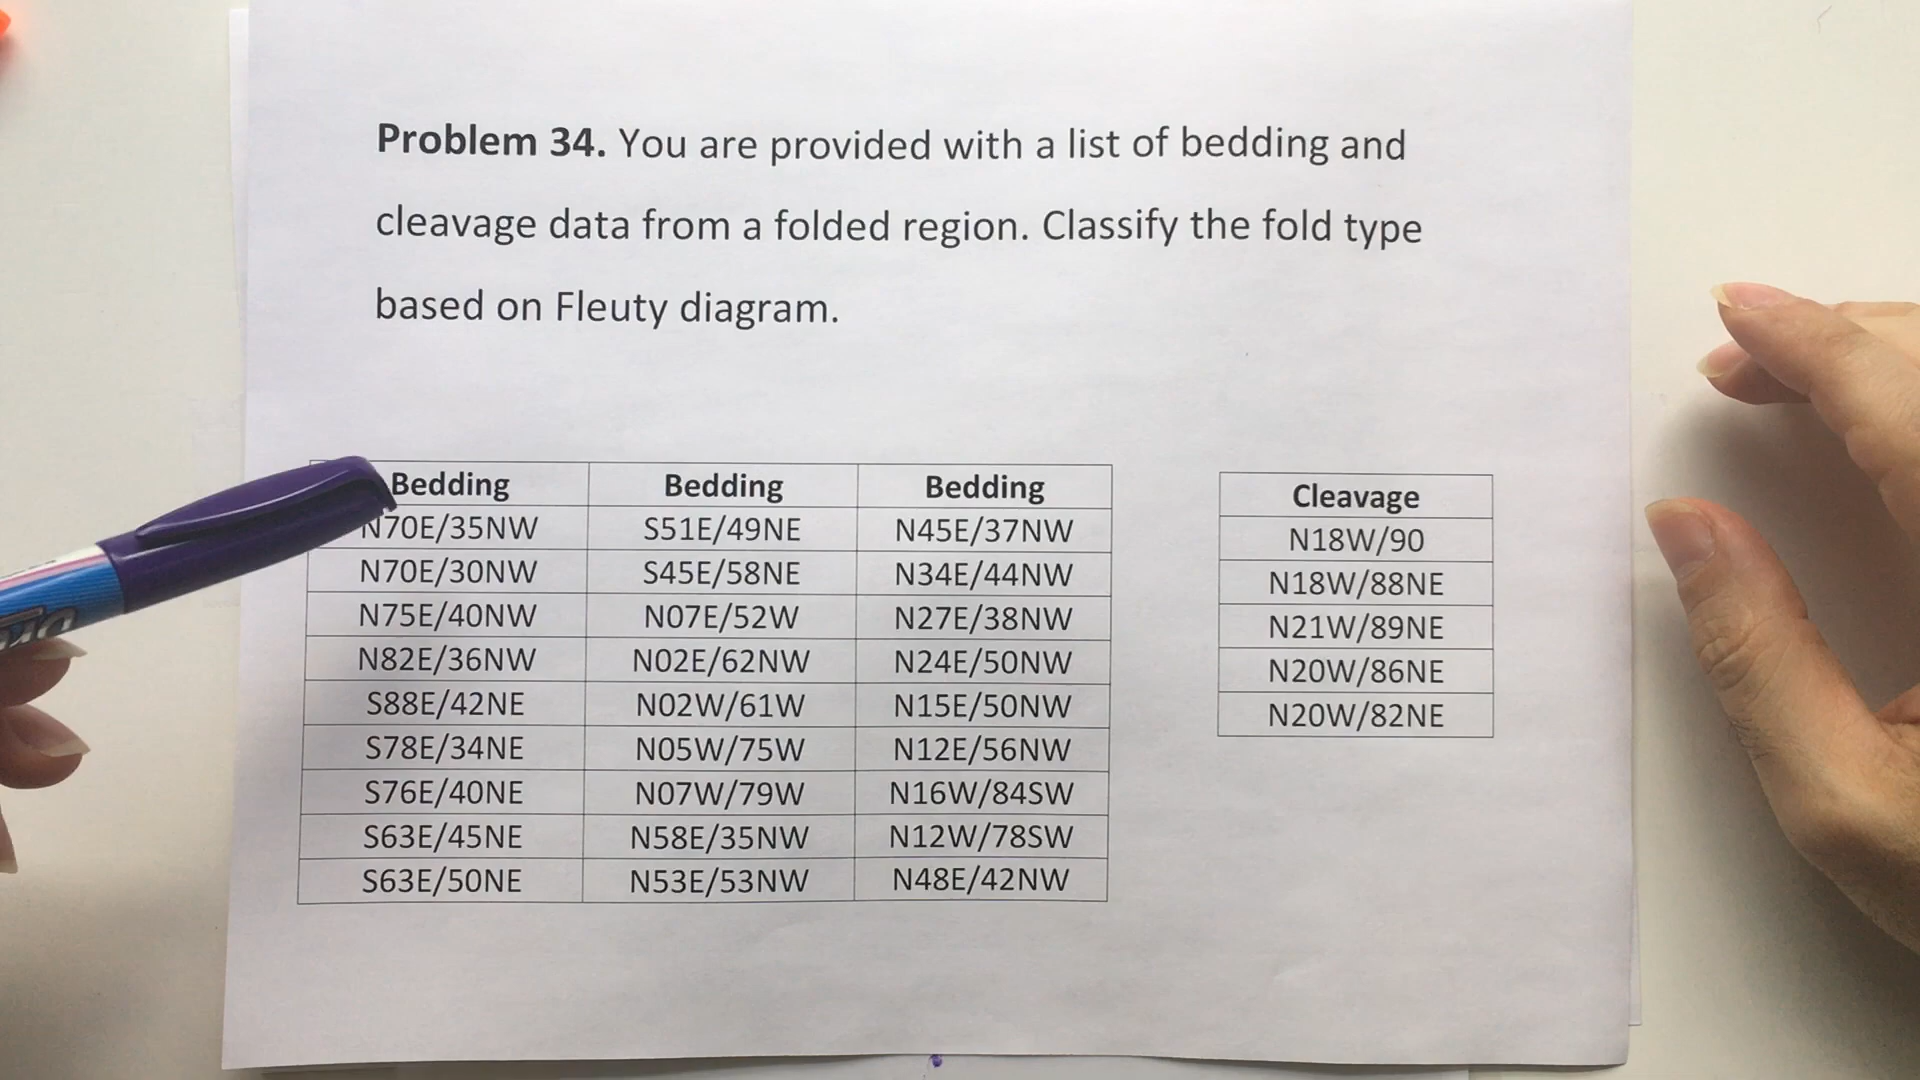 Problem 34. You are provided with a list of bedding and
cleavage data from a folded region. Classify the fold type
based on Fleuty diagram.
Bedding Bedding Bedding
N70E/35NW S51E/49NE N45E/37NW
N70E/30NW S45E/58NE N34E/44NW
N75E/40NW N07E/52W N27E/38NW
N82E/36NW N02E/62NW N24E/50NW
S88E/42NE N02W/61W N15E/50NW
S78E/34NE N05W/75W N12E/56NW
S76E/40NE N07W/79W N16W/84SW
S63E/45NE N58E/35NW N12W/78SW
S63E/50NE N53E/53NW N48E/42NW
Cleavage
N18W/90
N18W/88NE
N21W/89NE
N20W/86NE
N20W/82NE